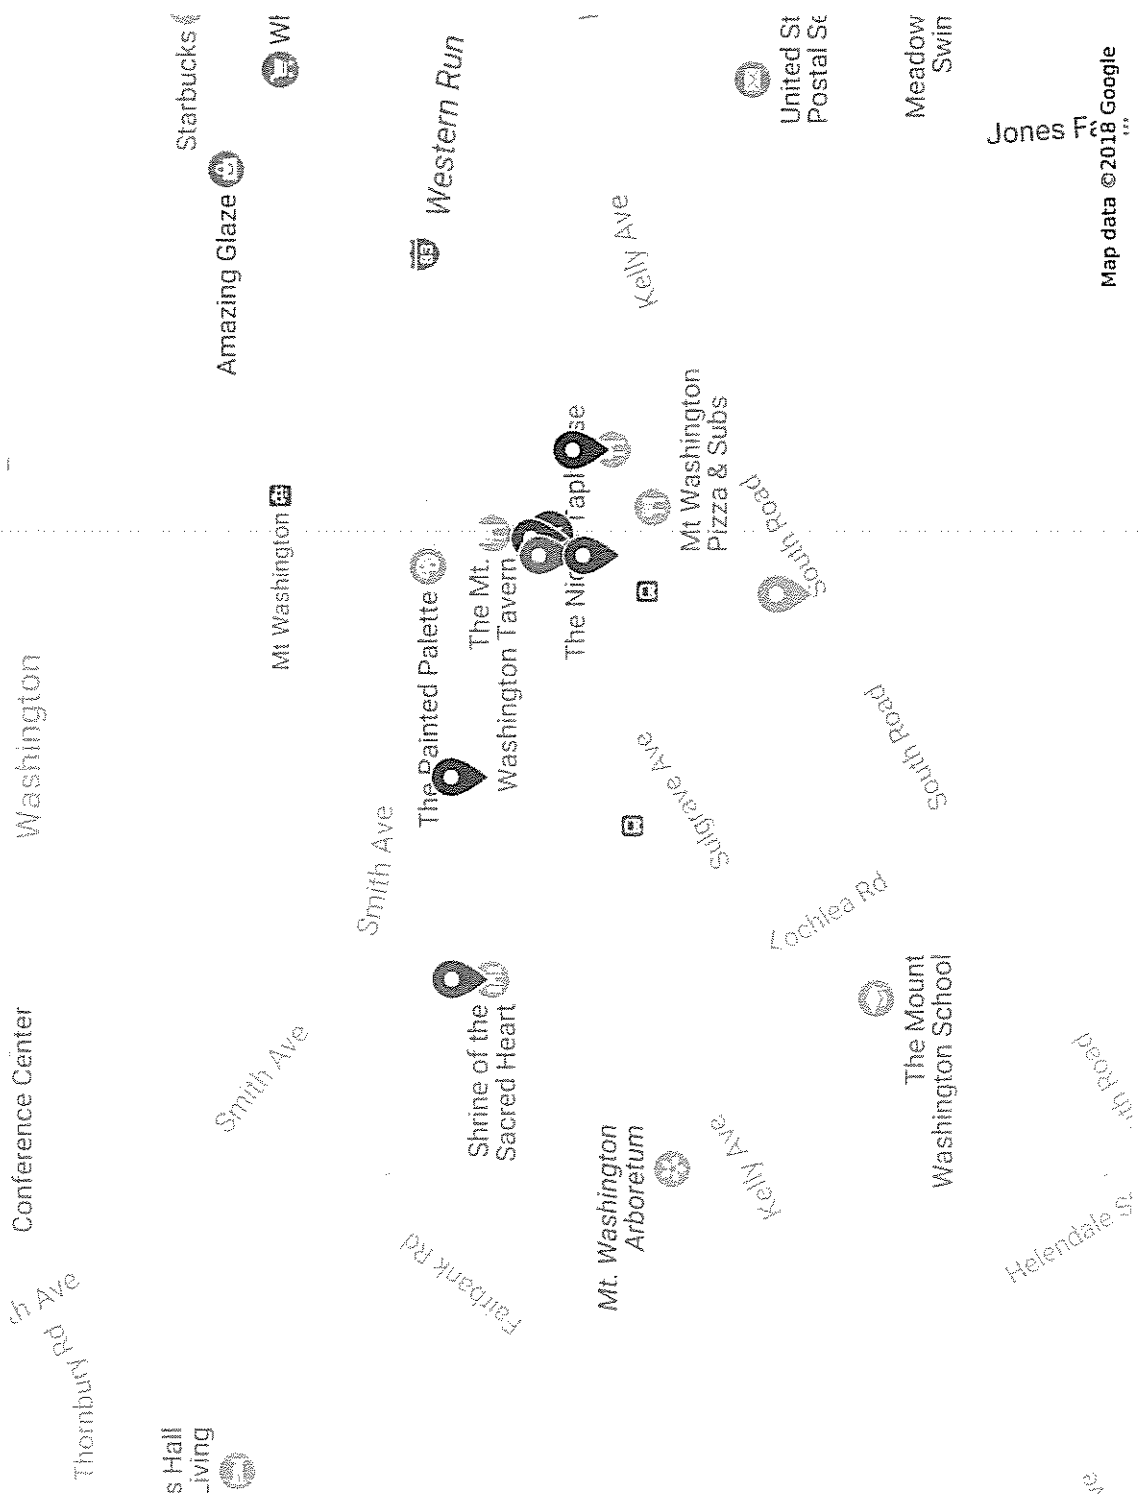 Conference Center
Washington
Thornbury Rd
s Hall
Living
Starbucks
Amazing Glaze
Smith Ave
Mt Washington
Smith Ave
Fairbank Rd
The Painted Palette
Western Run
Shrine of the
Sacred Heart
The Mt.
Washington Tavern
The
Mt. Washington
Arboretum
Kelly Ave
Sulgrave Ave
Mt Washington
Pizza & Subs
Kelly Ave
South Road
Lochlea Rd
United St
Postal Se
South Road
The Mount
Washington School
Meadow
Swin
Helendale
Jones F
Map data ©2018 Google